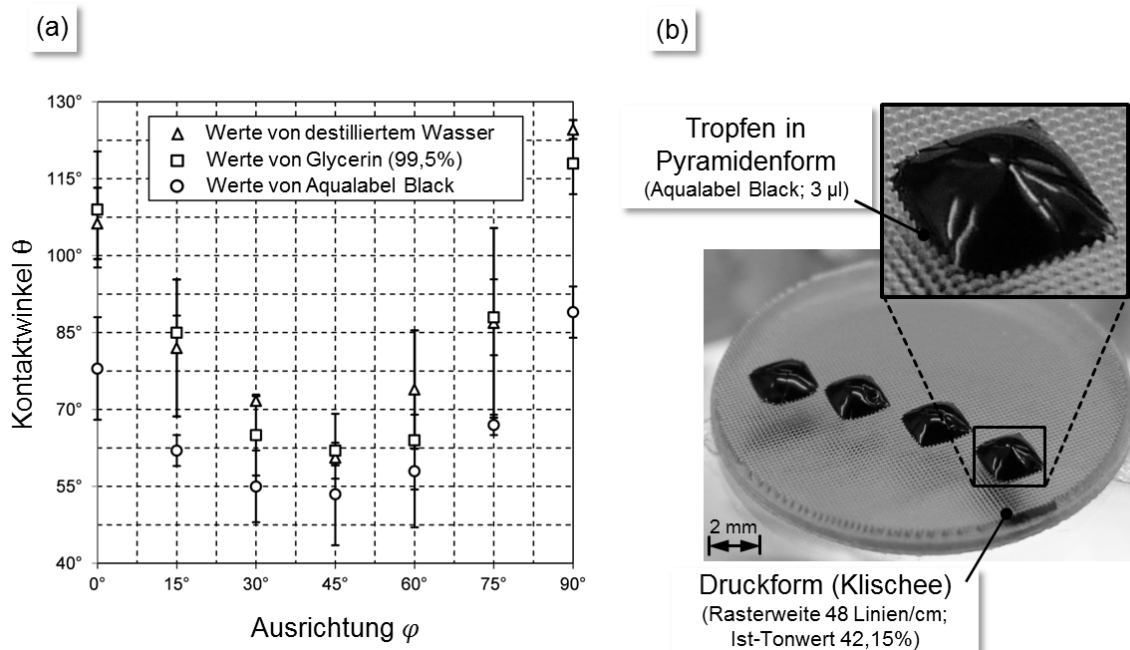 (a)
Kontaktwinkel θ
130°
115°
100°
85°
70°
55°
40°
Werte von destilliertem Wasser
Werte von Glycerin (99,5%)
Werte von Aqualabel Black
0°
15°
30°
45°
60°
75°
90°
Ausrichtung φ
(b)
Tropfen in
Pyramidenform
(Aqualabel Black; 3 µl)
2 mm
Druckform (Klischee)
(Rasterweite 48 Linien/cm;
Ist-Tonwert 42,15%)